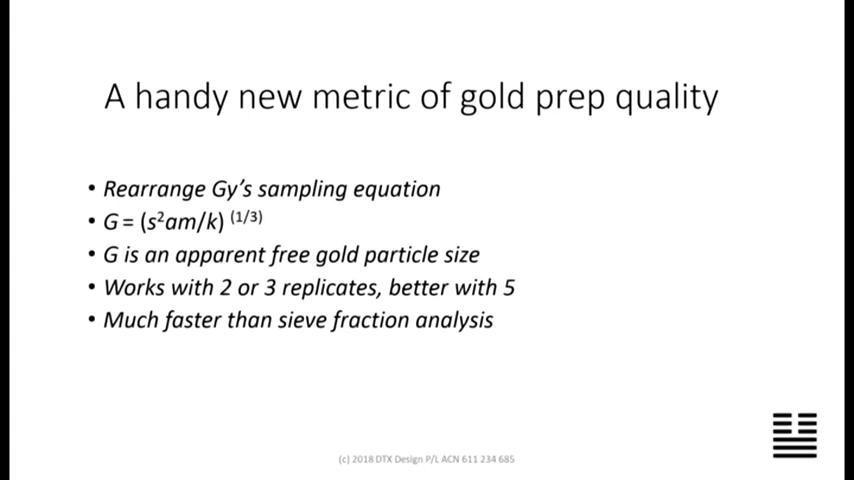 A handy new metric of gold prep quality
• Rearrange Gy's sampling equation
• G = (s²am/k) ⁽¹/³⁾
• G is an apparent free gold particle size
• Works with 2 or 3 replicates, better with 5
• Much faster than sieve fraction analysis
(c) 2018 DTX Design P/L ACN 611 234 685